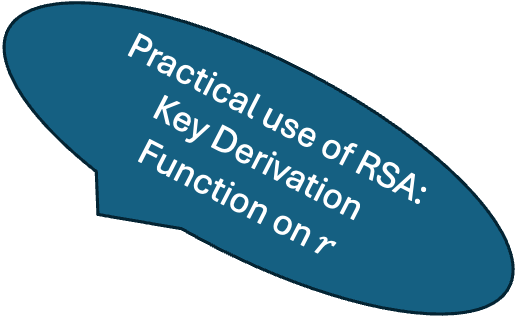 Practical use of RSA:
Key Derivation
Function on r